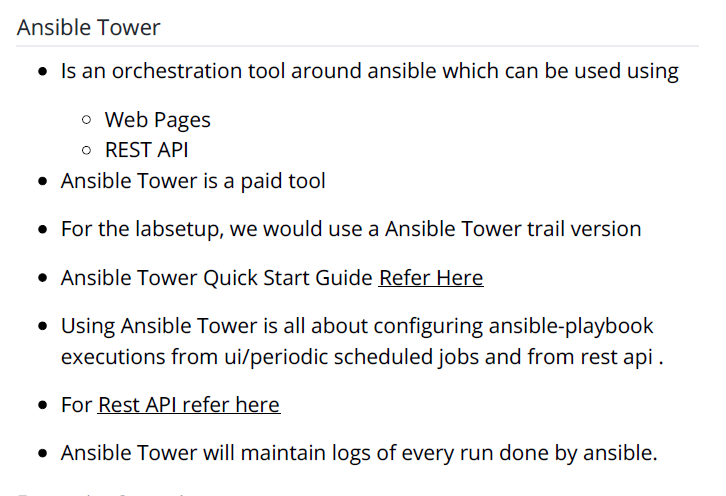 Ansible Tower
Is an orchestration tool around ansible which can be used using
Web Pages
REST API
Ansible Tower is a paid tool
For the labsetup, we would use a Ansible Tower trail version
Ansible Tower Quick Start Guide Refer Here
Using Ansible Tower is all about configuring ansible-playbook
executions from ui/periodic scheduled jobs and from rest api .
For Rest API refer here
Ansible Tower will maintain logs of every run done by ansible.